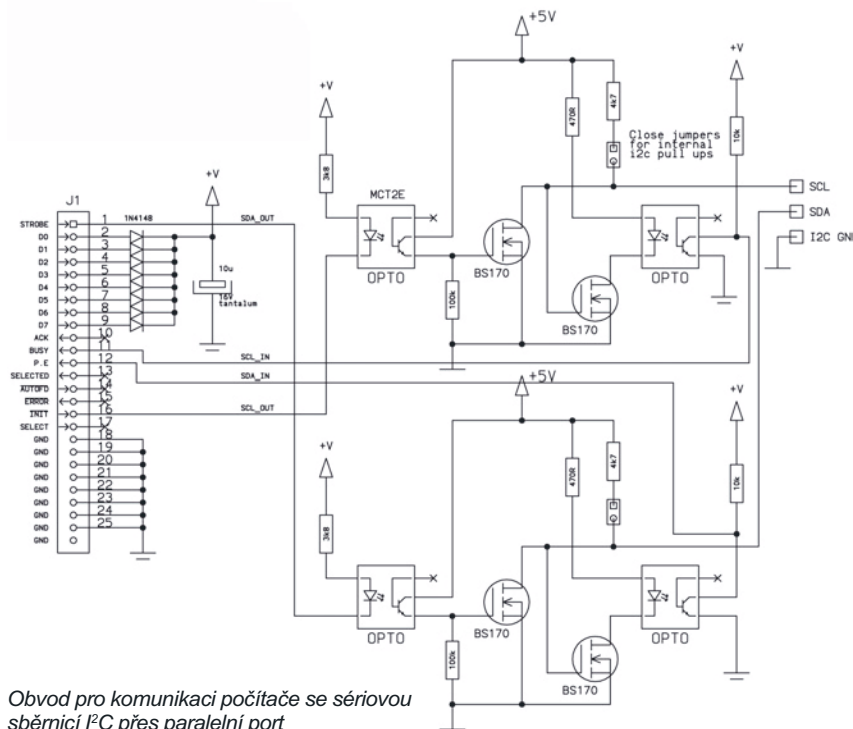 +5V
+V
+V
3k8
470R
4k7
10k
Close jumpers
for internal
i2c pull ups
MCT2E
OPTO
BS170
100k
BS170
OPTO
SCL
SDA
I2C GND
J1
+V
1N4148
SDA_OUT
10u
16V
tantalum
STROBE 1
D0 2
D1 3
D2 4
D3 5
D4 6
D5 7
D6 8
D7 9
ACK 10
BUSY 11
P.E 12
SELECTED 13
AUTOFD 14
ERROR 15
INIT 16
SELECT 17
GND 18
GND 19
GND 20
GND 21
GND 22
GND 23
GND 24
GND 25
GND
SCL_IN
SDA_IN
SCL_OUT
+5V
+V
+V
3k8
470R
4k7
10k
OPTO
BS170
100k
BS170
OPTO
Obvod pro komunikaci počítače se sériovou
sběrnicí I²C přes paralelní port